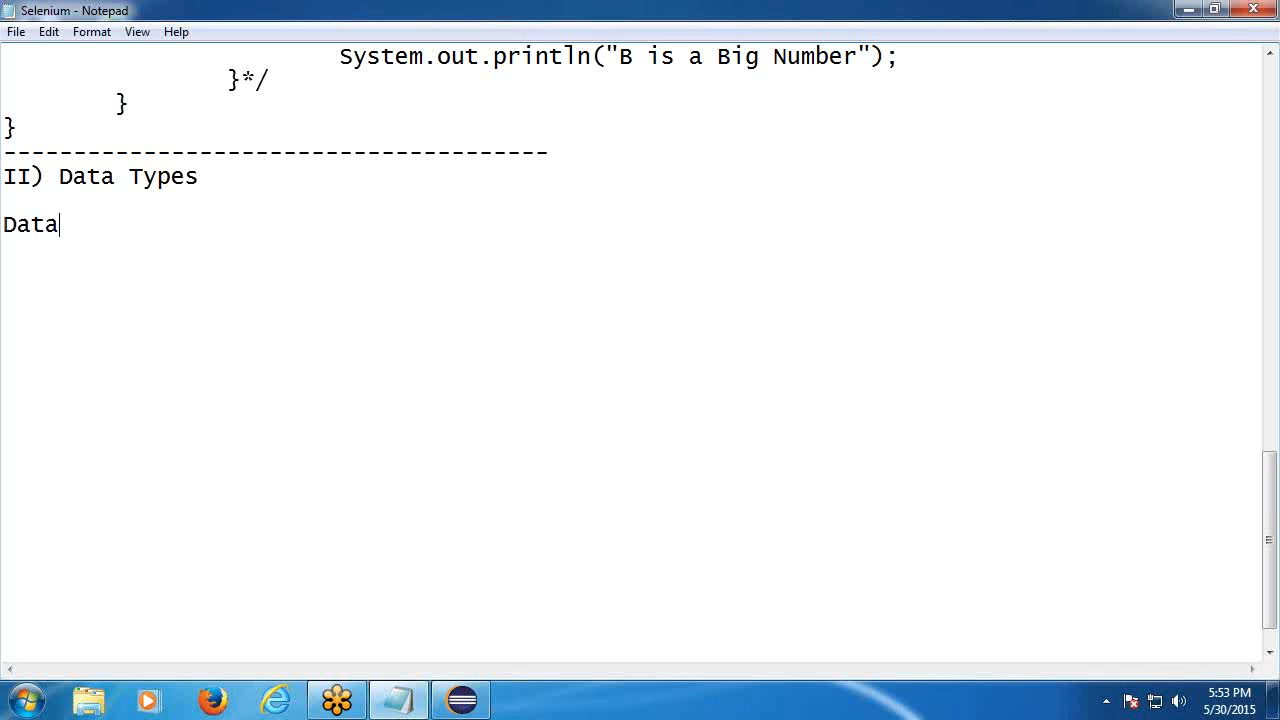 Selenium - Notepad
File Edit Format View Help
System.out.println("B is a Big Number");
}*/
}
}
---------------------------------------
II) Data Types
Data
5:53 PM
5/30/2015